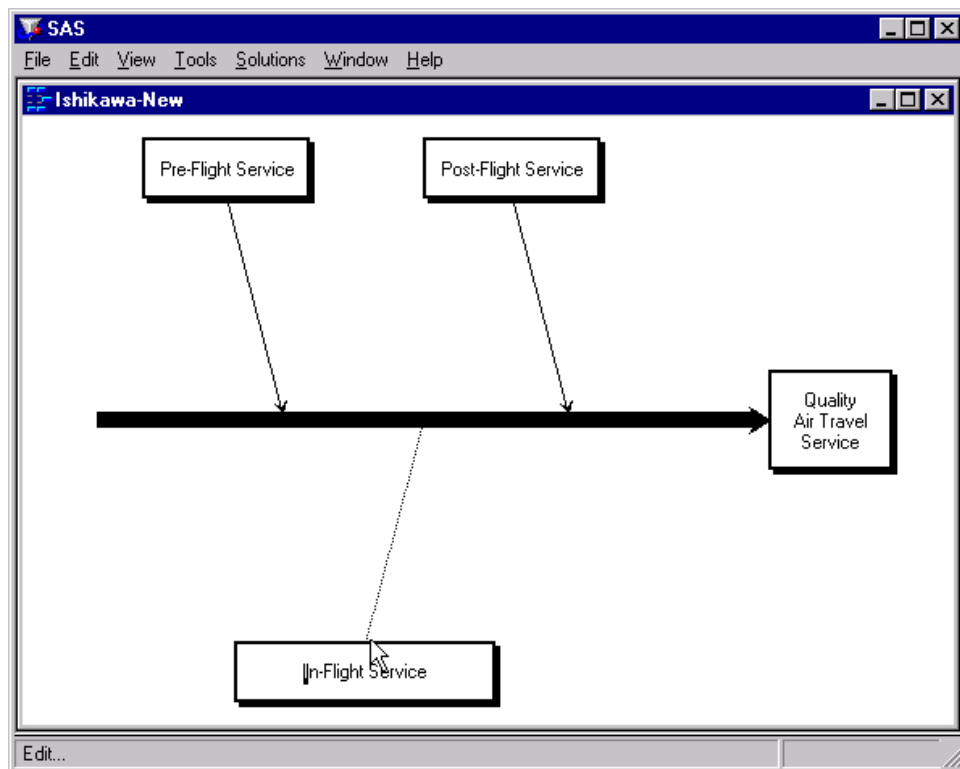 SAS
File Edit View Tools Solutions Window Help
Ishikawa-New
Pre-Flight Service
Post-Flight Service
Quality
Air Travel
Service
In-Flight Service
Edit...